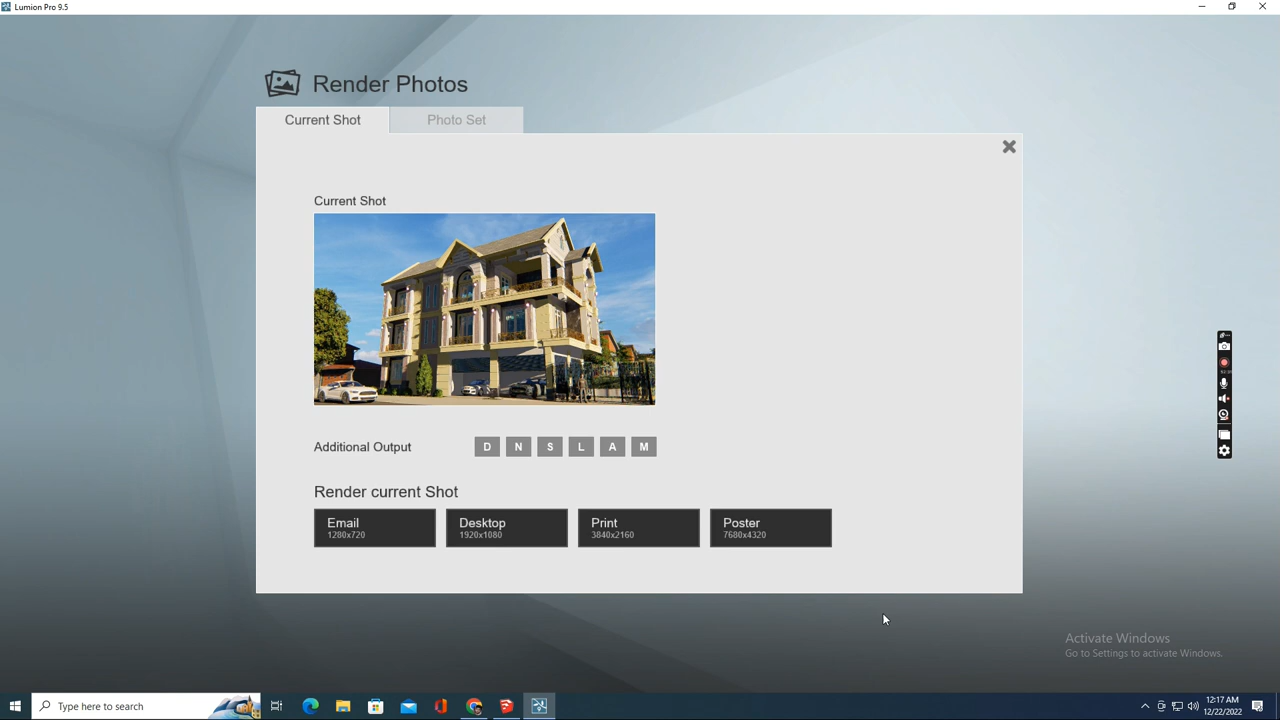 Lumion Pro 9.5
Render Photos
Current Shot
Photo Set
Current Shot
Additional Output
D N S L A M
Render current Shot
Email
1280x720
Desktop
1920x1080
Print
3840x2160
Poster
7680x4320
Activate Windows
Go to Settings to activate Windows.
Type here to search
12:17 AM
12/22/2022